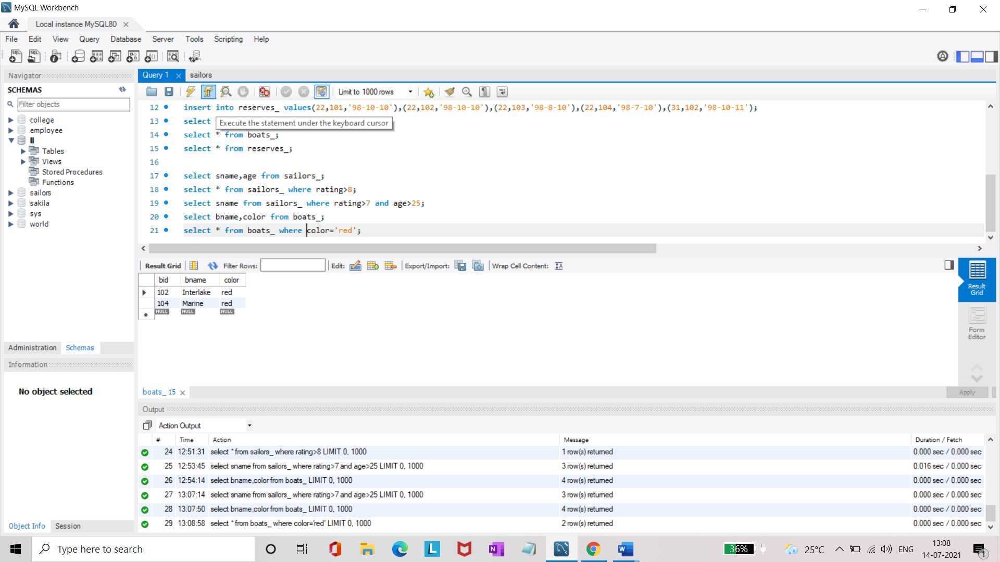 MySQL Workbench
Local instance MySQL80
File Edit View Query Database Server Tools Scripting Help
Navigator
SCHEMAS
Filter objects
college
employee
ll
Tables
Views
Stored Procedures
Functions
sailors
sakila
sys
world
Administration Schemas
Information
No object selected
Object Info Session
Query 1 sailors
Limit to 1000 rows
12 insert into reserves_ values(22,101,'98-10-10'),(22,102,'98-10-10'),(22,103,'98-8-10'),(22,104,'98-7-10'),(31,102,'98-10-11');
13 select
Execute the statement under the keyboard cursor
14 select * from boats_;
15 select * from reserves_;
16
17 select sname,age from sailors_;
18 select * from sailors_ where rating>8;
19 select sname from sailors_ where rating>7 and age>25;
20 select bname,color from boats_;
21 select * from boats_ where color='red';
Result Grid Filter Rows: Edit: Export/Import: Wrap Cell Content:
bid bname color
102 Interlake red
104 Marine red
NULL NULL NULL
Result
Grid
Form
Editor
boats_ 15
Apply
Output
Action Output
# Time Action Message Duration / Fetch
24 12:51:31 select * from sailors_ where rating>8 LIMIT 0, 1000 1 row(s) returned 0.000 sec / 0.000 sec
25 12:53:45 select sname from sailors_ where rating>7 and age>25 LIMIT 0, 1000 3 row(s) returned 0.016 sec / 0.000 sec
26 12:54:14 select bname,color from boats_ LIMIT 0, 1000 4 row(s) returned 0.000 sec / 0.000 sec
27 13:07:14 select sname from sailors_ where rating>7 and age>25 LIMIT 0, 1000 3 row(s) returned 0.000 sec / 0.000 sec
28 13:07:50 select bname,color from boats_ LIMIT 0, 1000 4 row(s) returned 0.000 sec / 0.000 sec
29 13:08:58 select * from boats_ where color='red' LIMIT 0, 1000 2 row(s) returned 0.000 sec / 0.000 sec
Type here to search
36%
25°C
ENG
13:08
14-07-2021
1